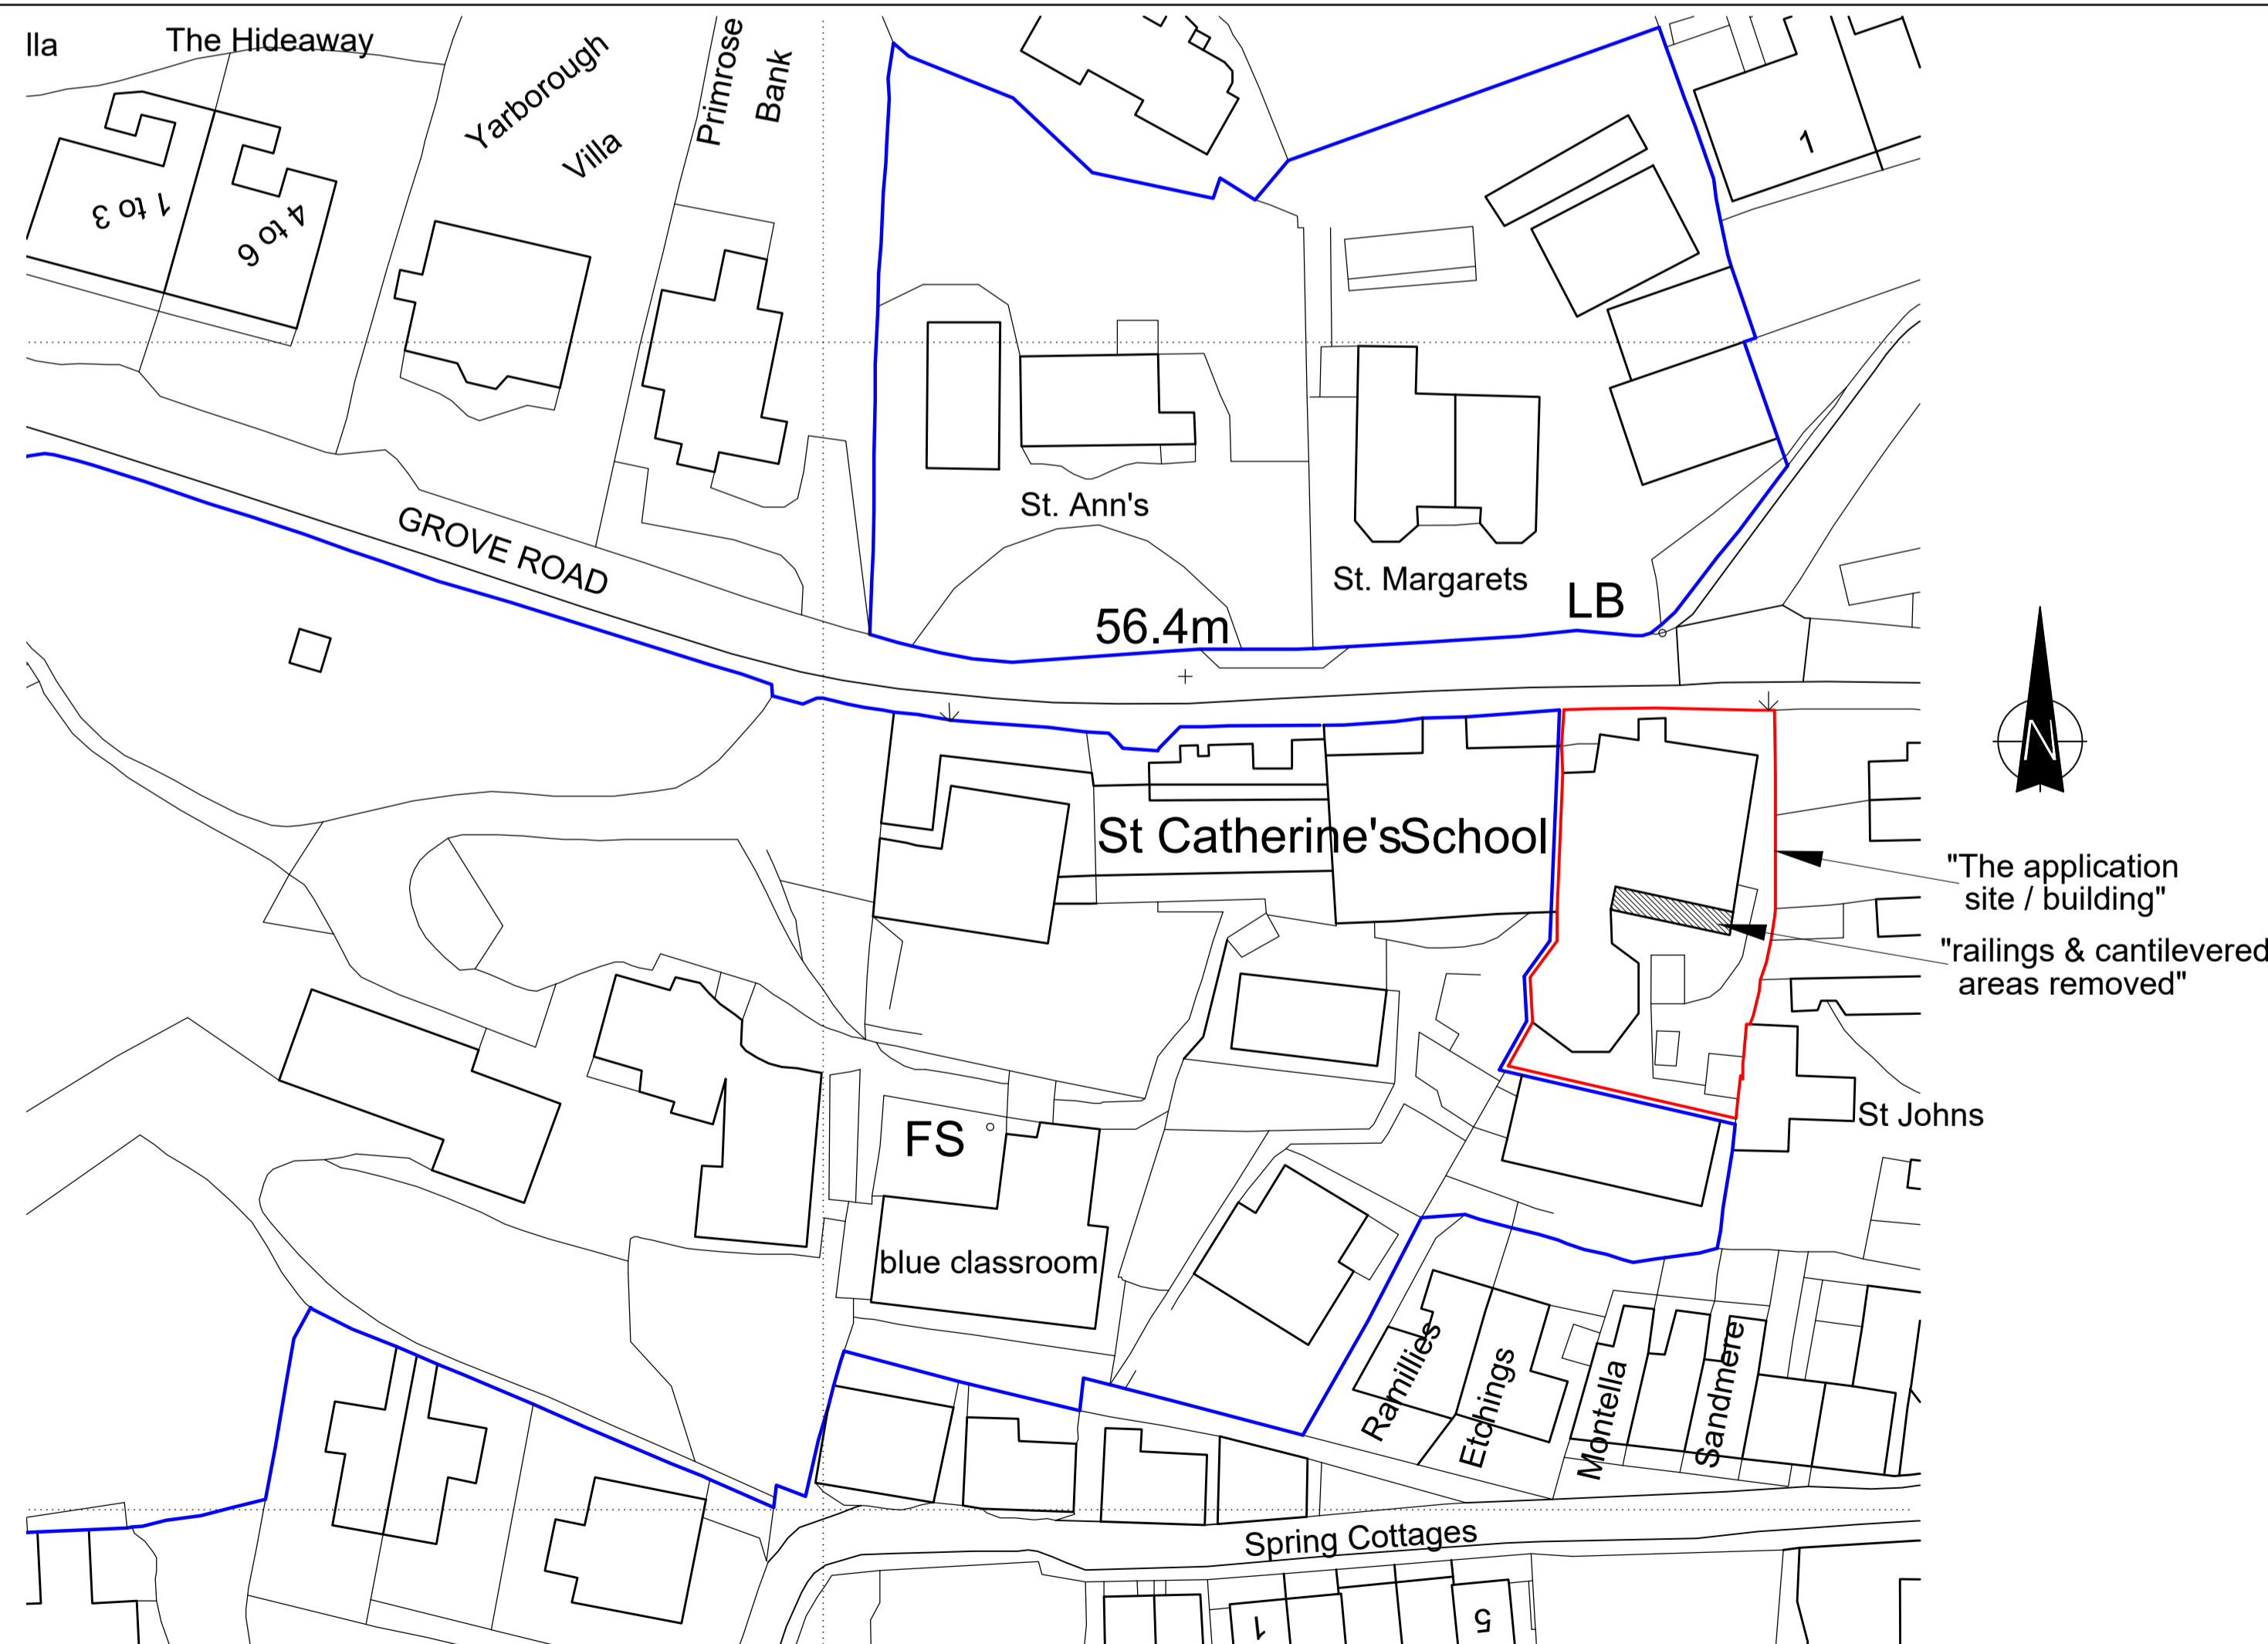 lla
The Hideaway
Yarborough
Villa
Primrose
Bank
1 to 3
4 to 6
1
GROVE ROAD
St. Ann's
St. Margarets
LB
56.4m
N
St Catherine's School
"The application
site / building"
"railings & cantilevered
areas removed"
St Johns
FS
blue classroom
Ramillies
Etchings
Montella
Sandmere
Spring Cottages
1
5